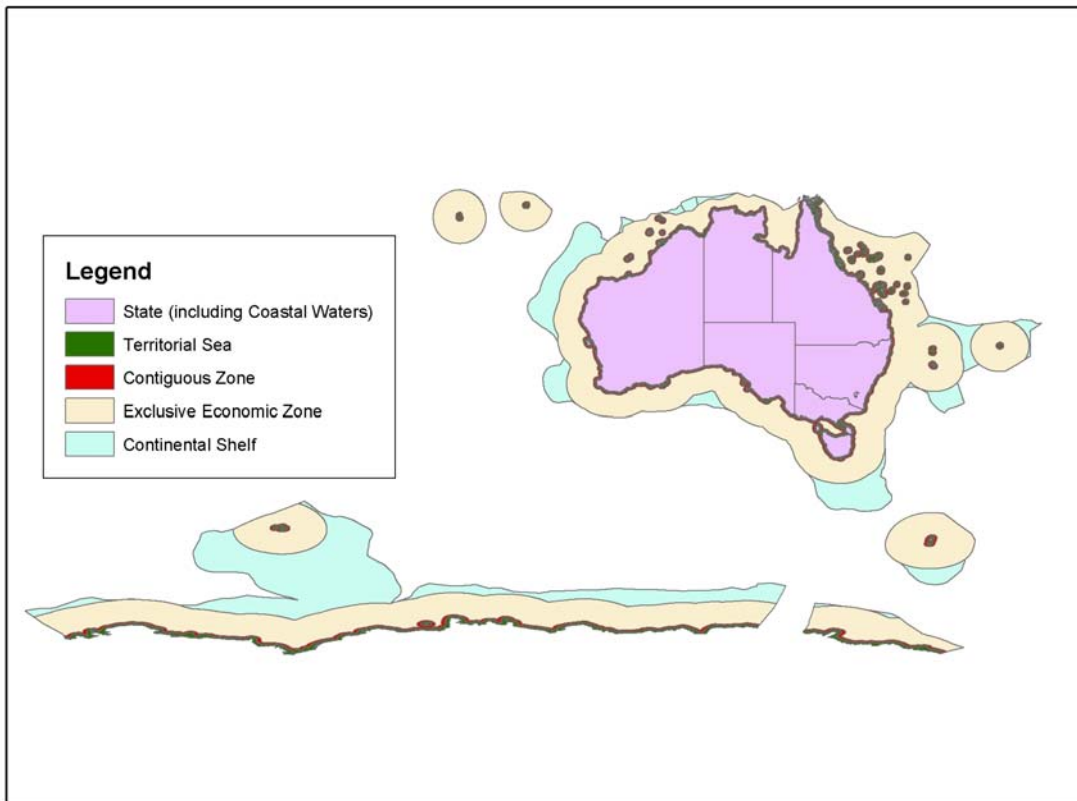 Legend
State (including Coastal Waters)
Territorial Sea
Contiguous Zone
Exclusive Economic Zone
Continental Shelf